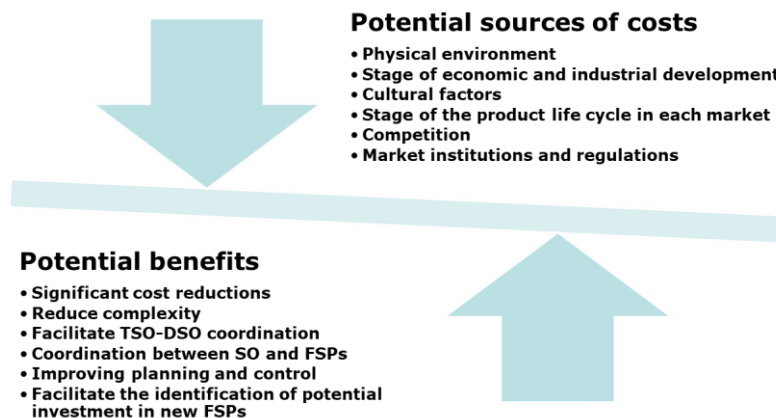 Potential sources of costs
• Physical environment
• Stage of economic and industrial development
• Cultural factors
• Stage of the product life cycle in each market
• Competition
• Market institutions and regulations
Potential benefits
• Significant cost reductions
• Reduce complexity
• Facilitate TSO-DSO coordination
• Coordination between SO and FSPs
• Improving planning and control
• Facilitate the identification of potential
investment in new FSPs